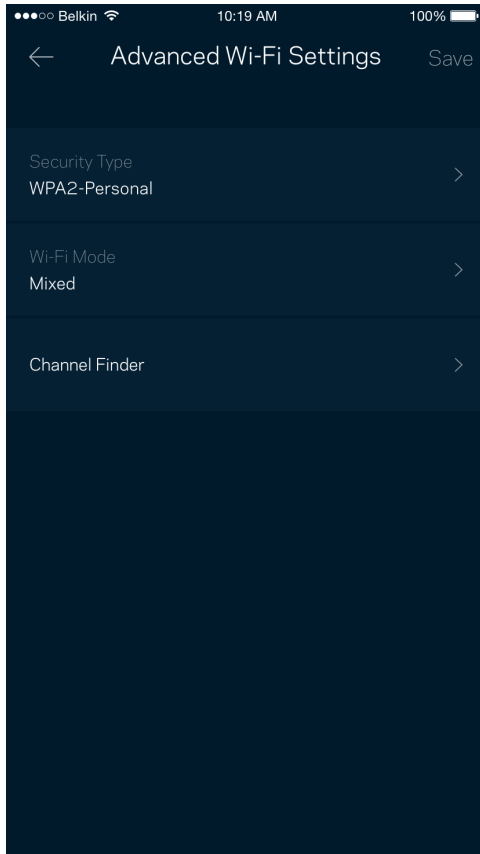 Belkin 10:19 AM 100%
Advanced Wi-Fi Settings Save
Security Type
WPA2-Personal
Wi-Fi Mode
Mixed
Channel Finder